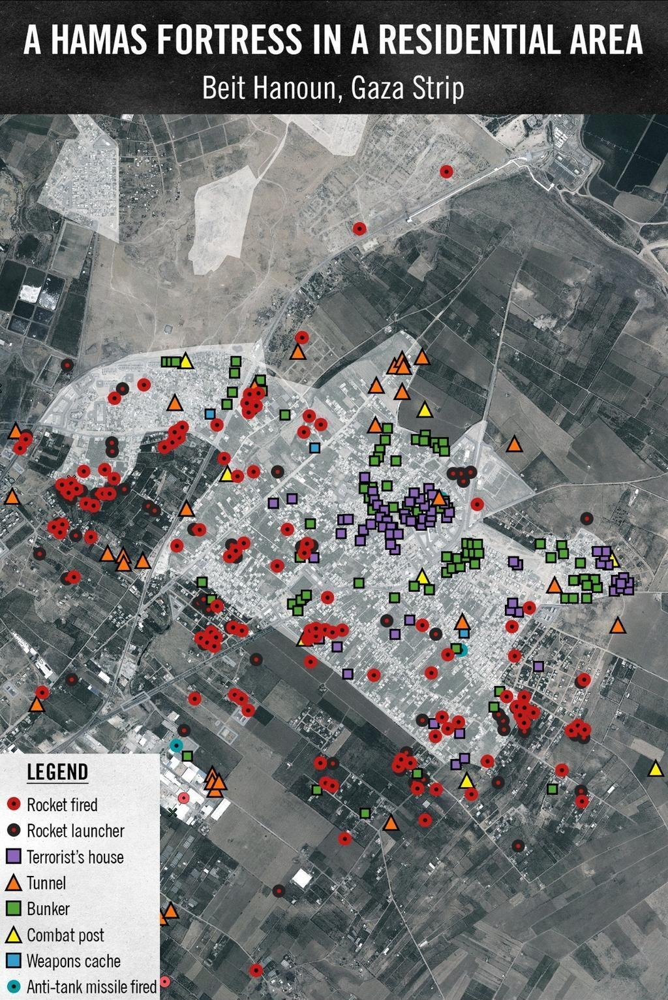 A HAMAS FORTRESS IN A RESIDENTIAL AREA
Beit Hanoun, Gaza Strip
LEGEND
Rocket fired
Rocket launcher
Terrorist's house
Tunnel
Bunker
Combat post
Weapons cache
Anti-tank missile fired